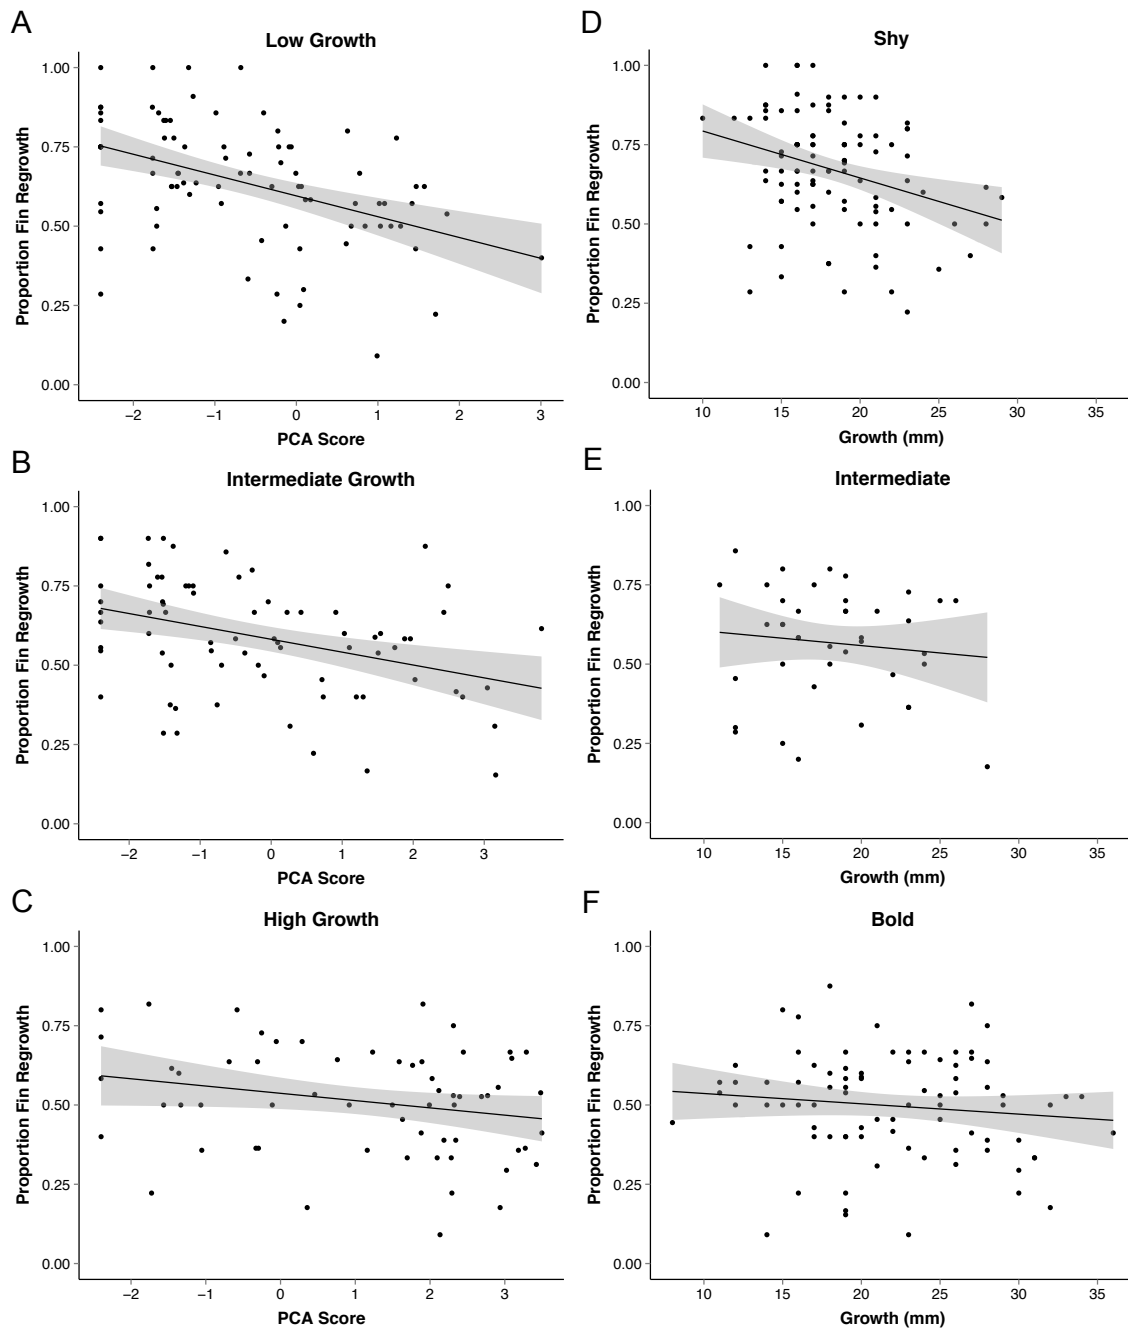 A
Low Growth
Proportion Fin Regrowth
1.00
0.75
0.50
0.25
0.00
−2 −1 0 1 2 3
PCA Score
B
Intermediate Growth
Proportion Fin Regrowth
1.00
0.75
0.50
0.25
0.00
−2 −1 0 1 2 3
PCA Score
C
High Growth
Proportion Fin Regrowth
1.00
0.75
0.50
0.25
0.00
−2 −1 0 1 2 3
PCA Score
D
Shy
Proportion Fin Regrowth
1.00
0.75
0.50
0.25
0.00
10 15 20 25 30 35
Growth (mm)
E
Intermediate
Proportion Fin Regrowth
1.00
0.75
0.50
0.25
0.00
10 15 20 25 30 35
Growth (mm)
F
Bold
Proportion Fin Regrowth
1.00
0.75
0.50
0.25
0.00
10 15 20 25 30 35
Growth (mm)